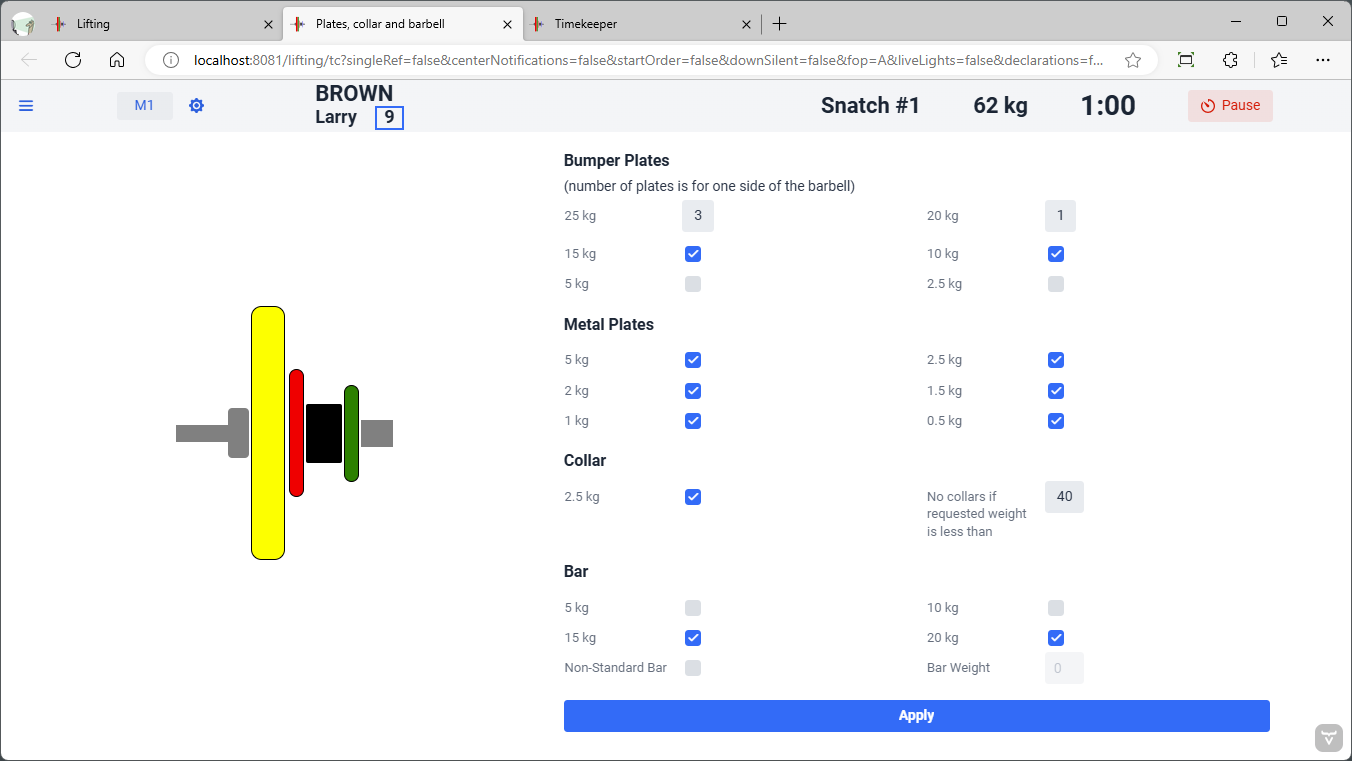 Lifting
Plates, collar and barbell
Timekeeper
localhost:8081/lifting/tc?singleRef=false&centerNotifications=false&startOrder=false&downSilent=false&fop=A&liveLights=false&declarations=f...
M1
BROWN
Larry 9
Snatch #1 62 kg 1:00 Pause
Bumper Plates
(number of plates is for one side of the barbell)
25 kg 3 20 kg 1
15 kg 10 kg
5 kg 2.5 kg
Metal Plates
5 kg 2.5 kg
2 kg 1.5 kg
1 kg 0.5 kg
Collar
2.5 kg No collars if 40
requested weight
is less than
Bar
5 kg 10 kg
15 kg 20 kg
Non-Standard Bar Bar Weight 0
Apply